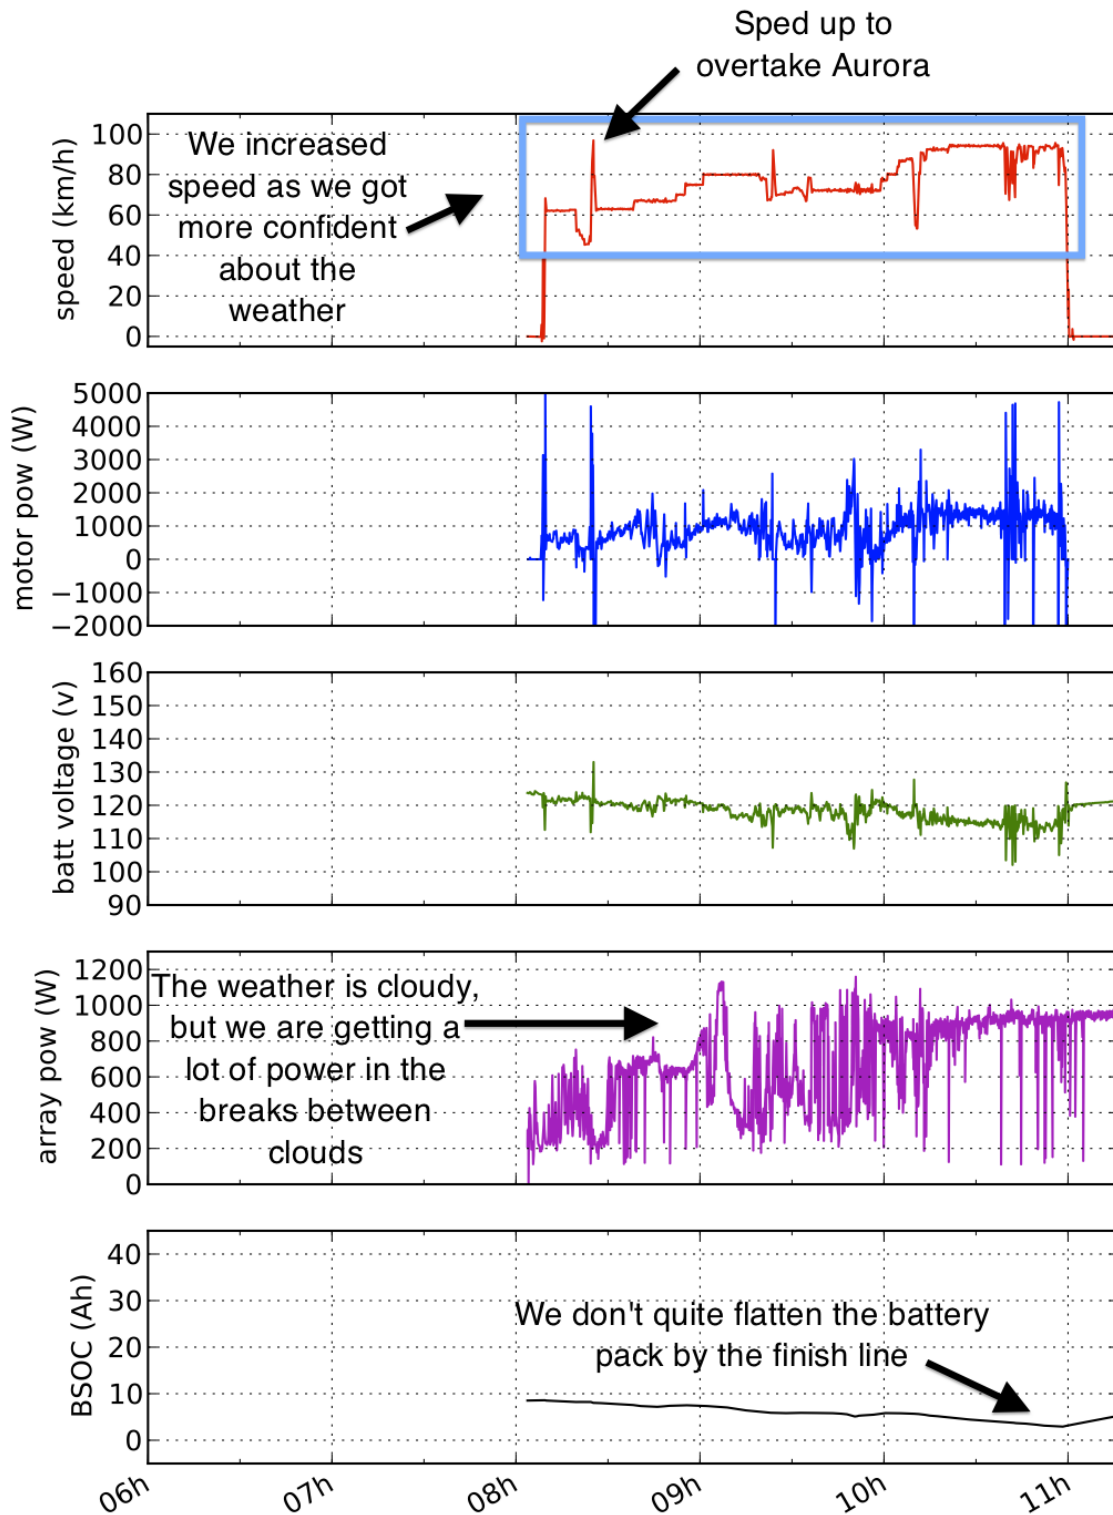 Sped up to
overtake Aurora
We increased
speed as we got
more confident
about the
weather
speed (km/h)
100
80
60
40
20
0
motor pow (W)
5000
4000
3000
2000
1000
0
−1000
−2000
batt voltage (v)
160
150
140
130
120
110
100
90
The weather is cloudy,
but we are getting a
lot of power in the
breaks between
clouds
array pow (W)
1200
1000
800
600
400
200
0
We don't quite flatten the battery
pack by the finish line
BSOC (Ah)
40
30
20
10
0
06h
07h
08h
09h
10h
11h